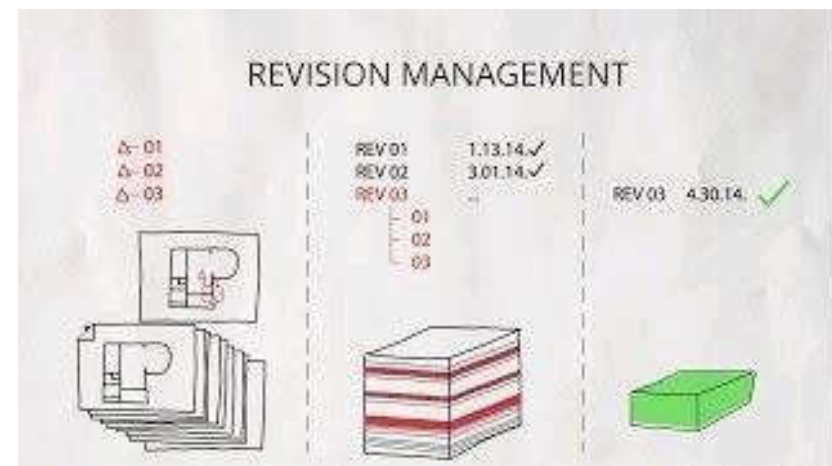 REVISION MANAGEMENT
Δ- 01
Δ- 02
Δ- 03
REV 01 1.13.14.✓
REV 02 3.01.14.✓
REV 03 ...
01
02
03
REV 03 4.30.14. ✓